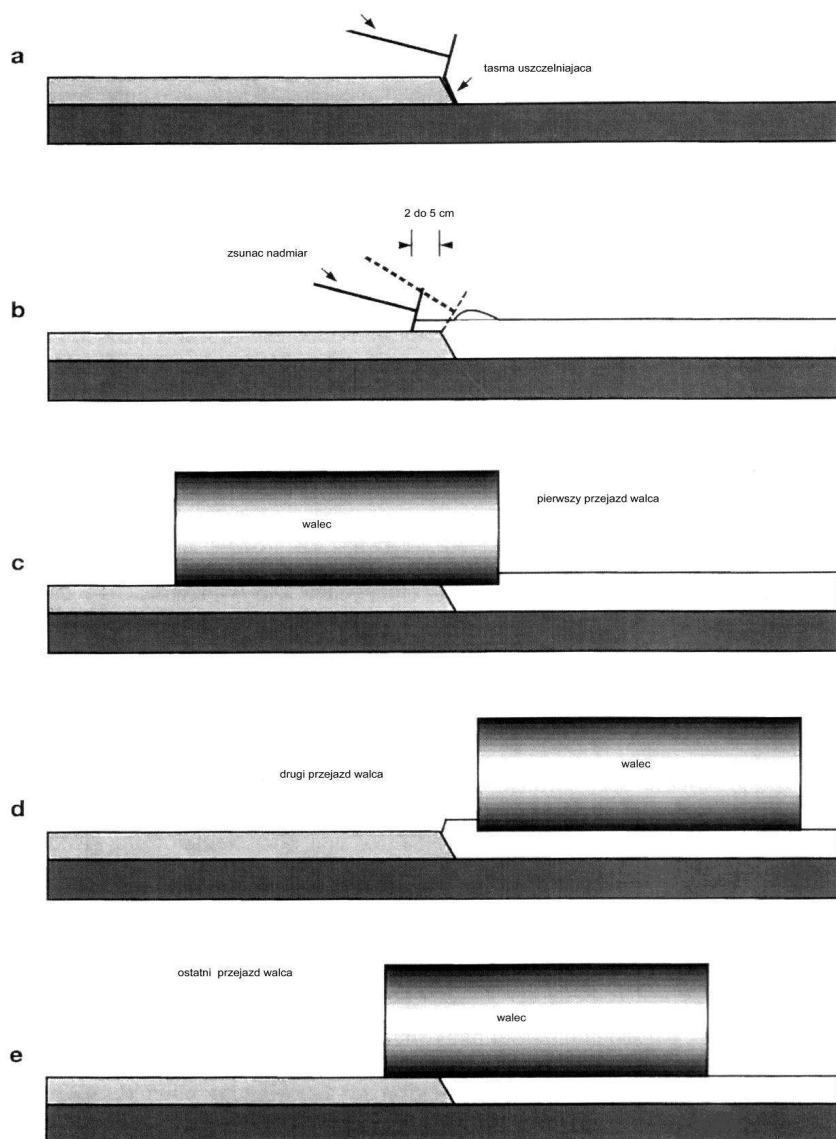 a
tasma uszczelniajaca
2 do 5 cm
zsunac nadmiar
b
pierwszy przejazd walca
walec
c
walec
drugi przejazd walca
d
ostatni przejazd walca
walec
e